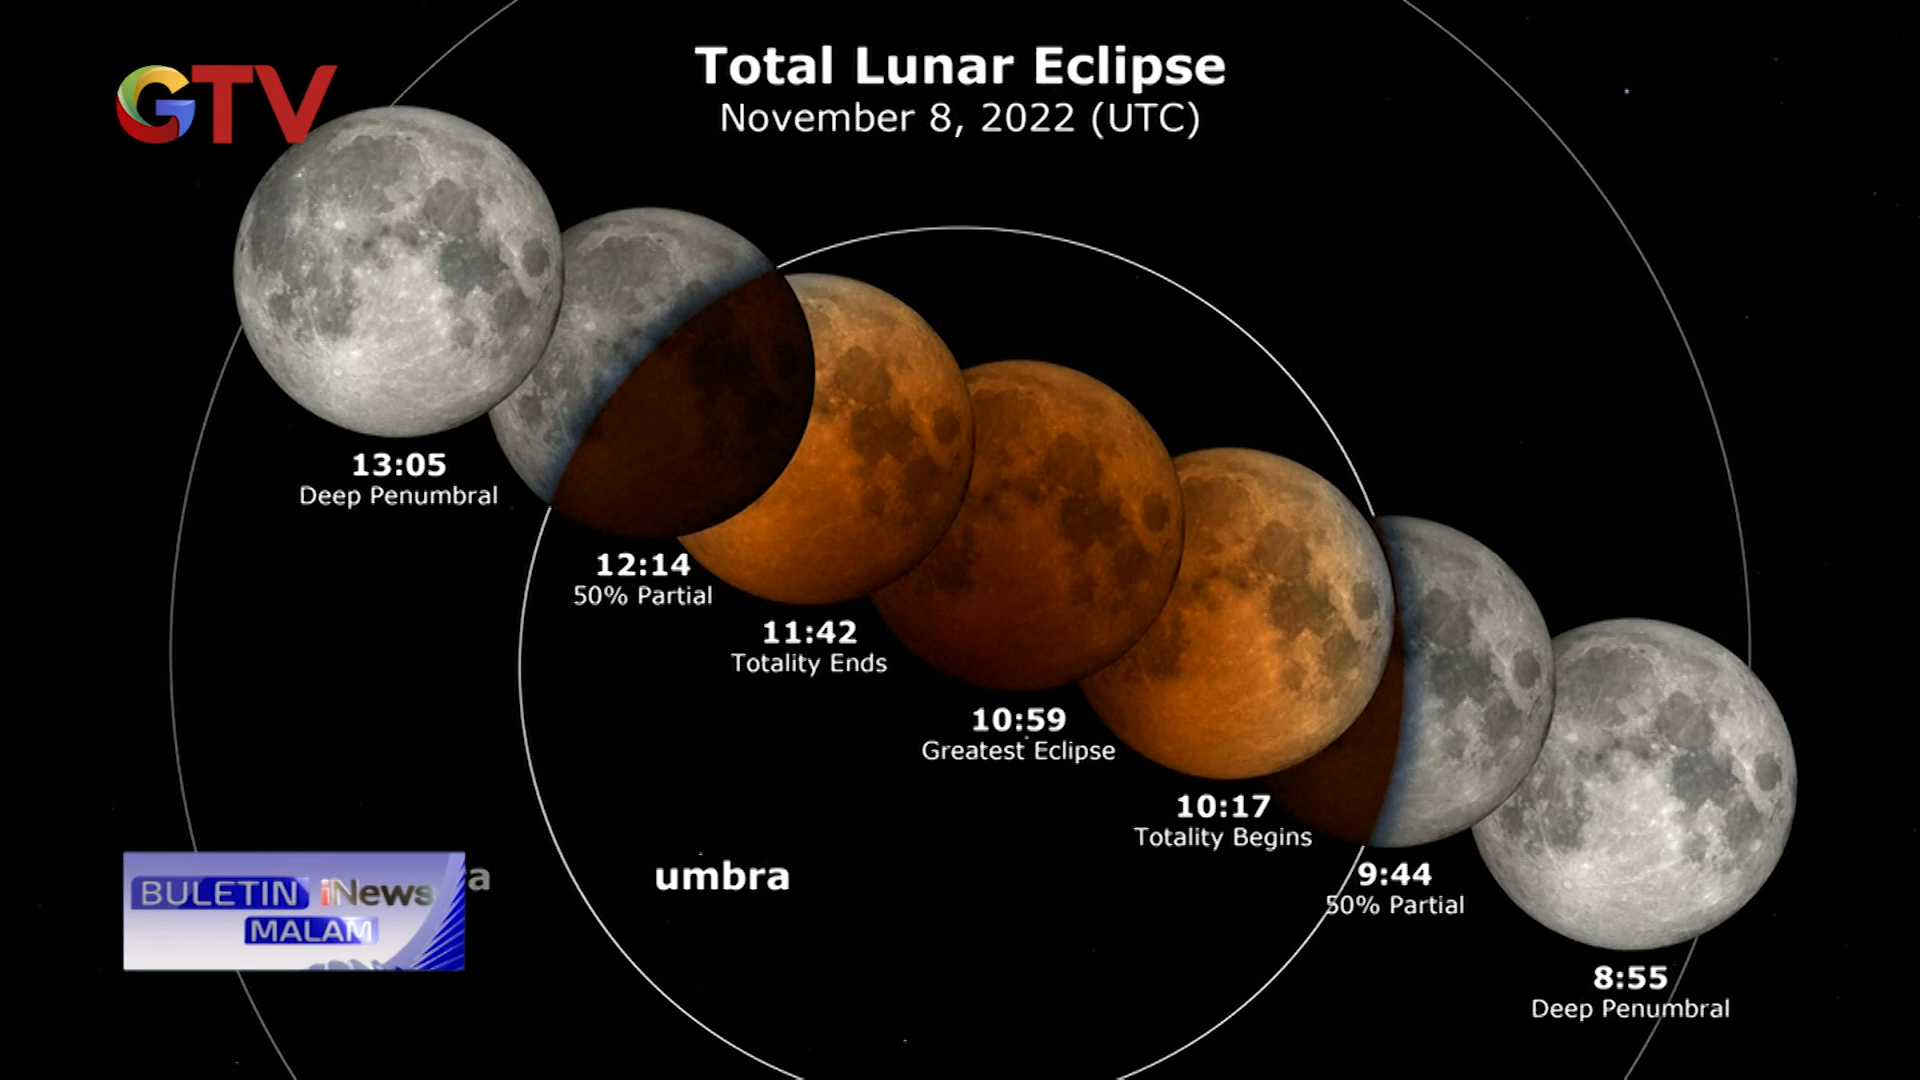 Total Lunar Eclipse
November 8, 2022 (UTC)
GTV
13:05
Deep Penumbral
12:14
50% Partial
11:42
Totality Ends
10:59
Greatest Eclipse
10:17
Totality Begins
9:44
50% Partial
8:55
Deep Penumbral
umbra
BULETIN iNews
MALAM